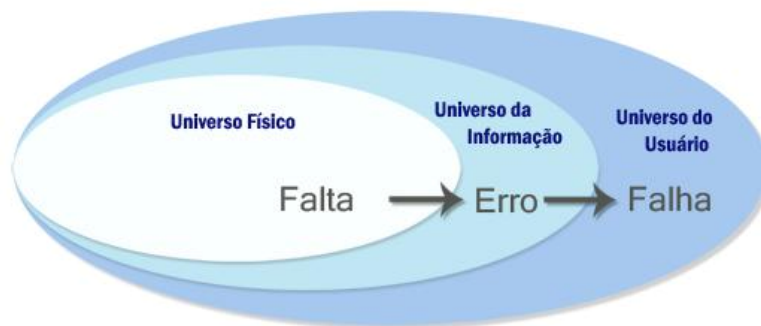 Universo Físico
Universo da
Informação
Universo do
Usuário
Falta
Erro
Falha